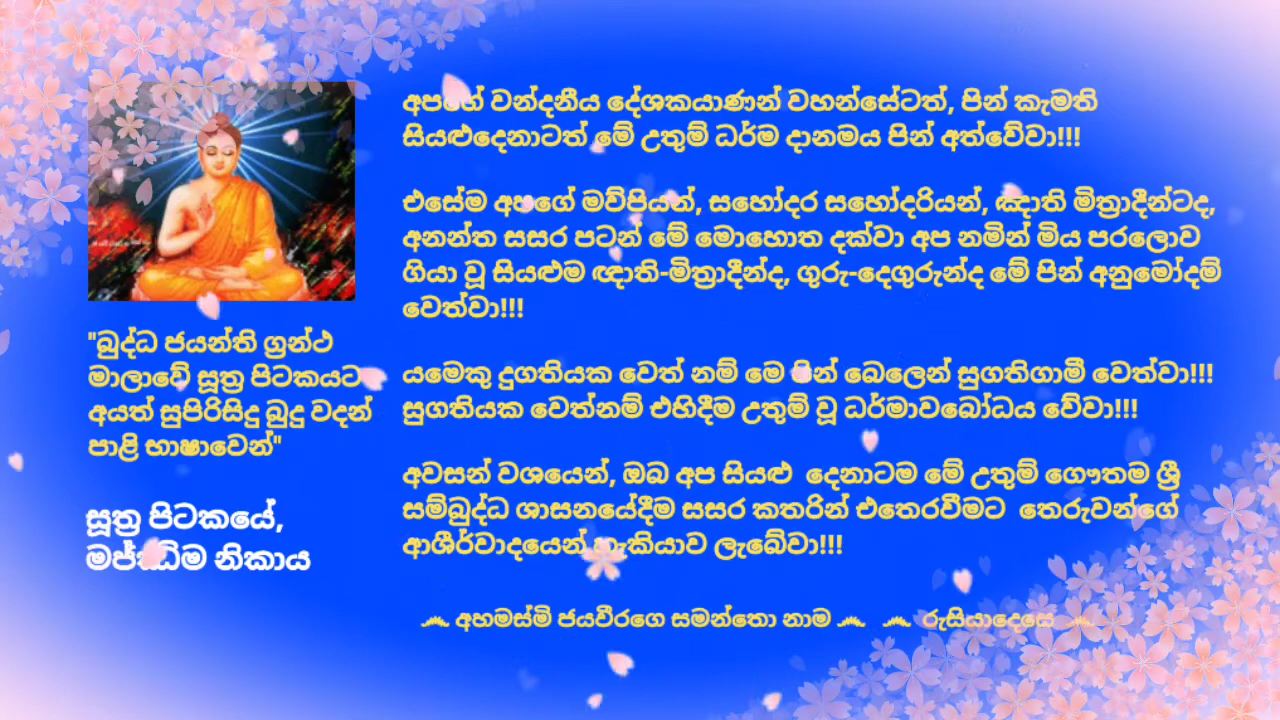 "බුද්ධ ජයන්ති ග්‍රන්ථ
මාලාවේ සූත්‍ර පිටකයට
අයත් සුපිරිසිදු බුදු වදන්
පාළි භාෂාවෙන්"
සූත්‍ර පිටකයේ,
මජ්ඣිම නිකාය
අපගේ වන්දනීය දේශකයාණන් වහන්සේටත්, පින් කැමති
සියළුදෙනාටත් මේ උතුම් ධර්ම දානමය පින් අත්වේවා!!!
එසේම අපගේ මව්පියන්, සහෝදර සහෝදරියන්, ඤාති මිත්‍රාදීන්ටද,
අනන්ත සසර පටන් මේ මොහොත දක්වා අප නමින් මිය පරලොව
ගියා වූ සියළුම ඥාති-මිත්‍රාදීන්ද, ගුරු-දෙගුරුන්ද මේ පින් අනුමෝදම්
වෙත්වා!!!
යමෙකු දුගතියක වෙත් නම් මෙ පින් බෙලෙන් සුගතිගාමී වෙත්වා!!!
සුගතියක වෙත්නම් එහිදීම උතුම් වූ ධර්මාවබෝධය වේවා!!!
අවසන් වශයෙන්, ඔබ අප සියළු දෙනාටම මේ උතුම් ගෞතම ශ්‍රී
සම්බුද්ධ ශාසනයේදීම සසර කතරින් එතෙරවීමට තෙරුවන්ගේ
ආශීර්වාදයෙන් හැකියාව ලැබේවා!!!
අහමස්මි ජයවීරගෙ සමන්තො නාම රුසියාදෙසෙ